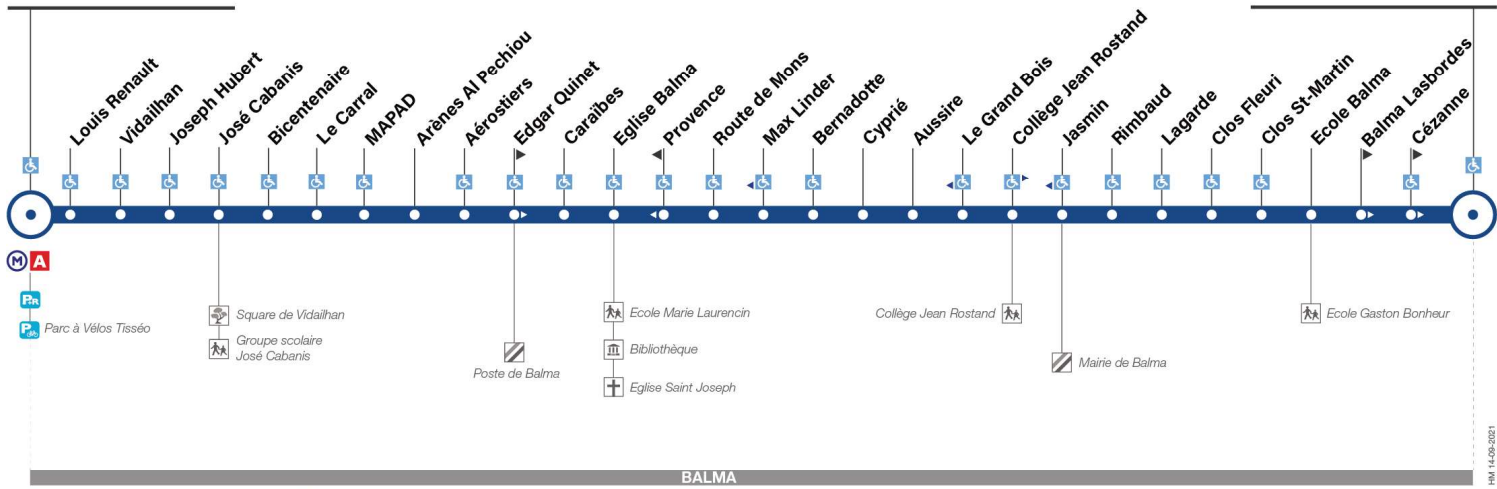 Louis Renault
Vidailhan
Joseph Hubert
José Cabanis
Bicentenaire
Le Carral
MAPAD
Arènes Al Pechiou
Aérostiers
Edgar Quinet
Caraïbes
Eglise Balma
Provence
Route de Mons
Max Linder
Bernadotte
Cyprié
Aussire
Le Grand Bois
Collège Jean Rostand
Jasmin
Rimbaud
Lagarde
Clos Fleuri
Clos St-Martin
Ecole Balma
Balma Lasbordes
Cézanne
M A
P+R
P
Parc à Vélos Tisséo
Square de Vidailhan
Groupe scolaire
José Cabanis
Poste de Balma
Ecole Marie Laurencin
Bibliothèque
Eglise Saint Joseph
Collège Jean Rostand
Mairie de Balma
Ecole Gaston Bonheur
BALMA
HM 14-09-2021